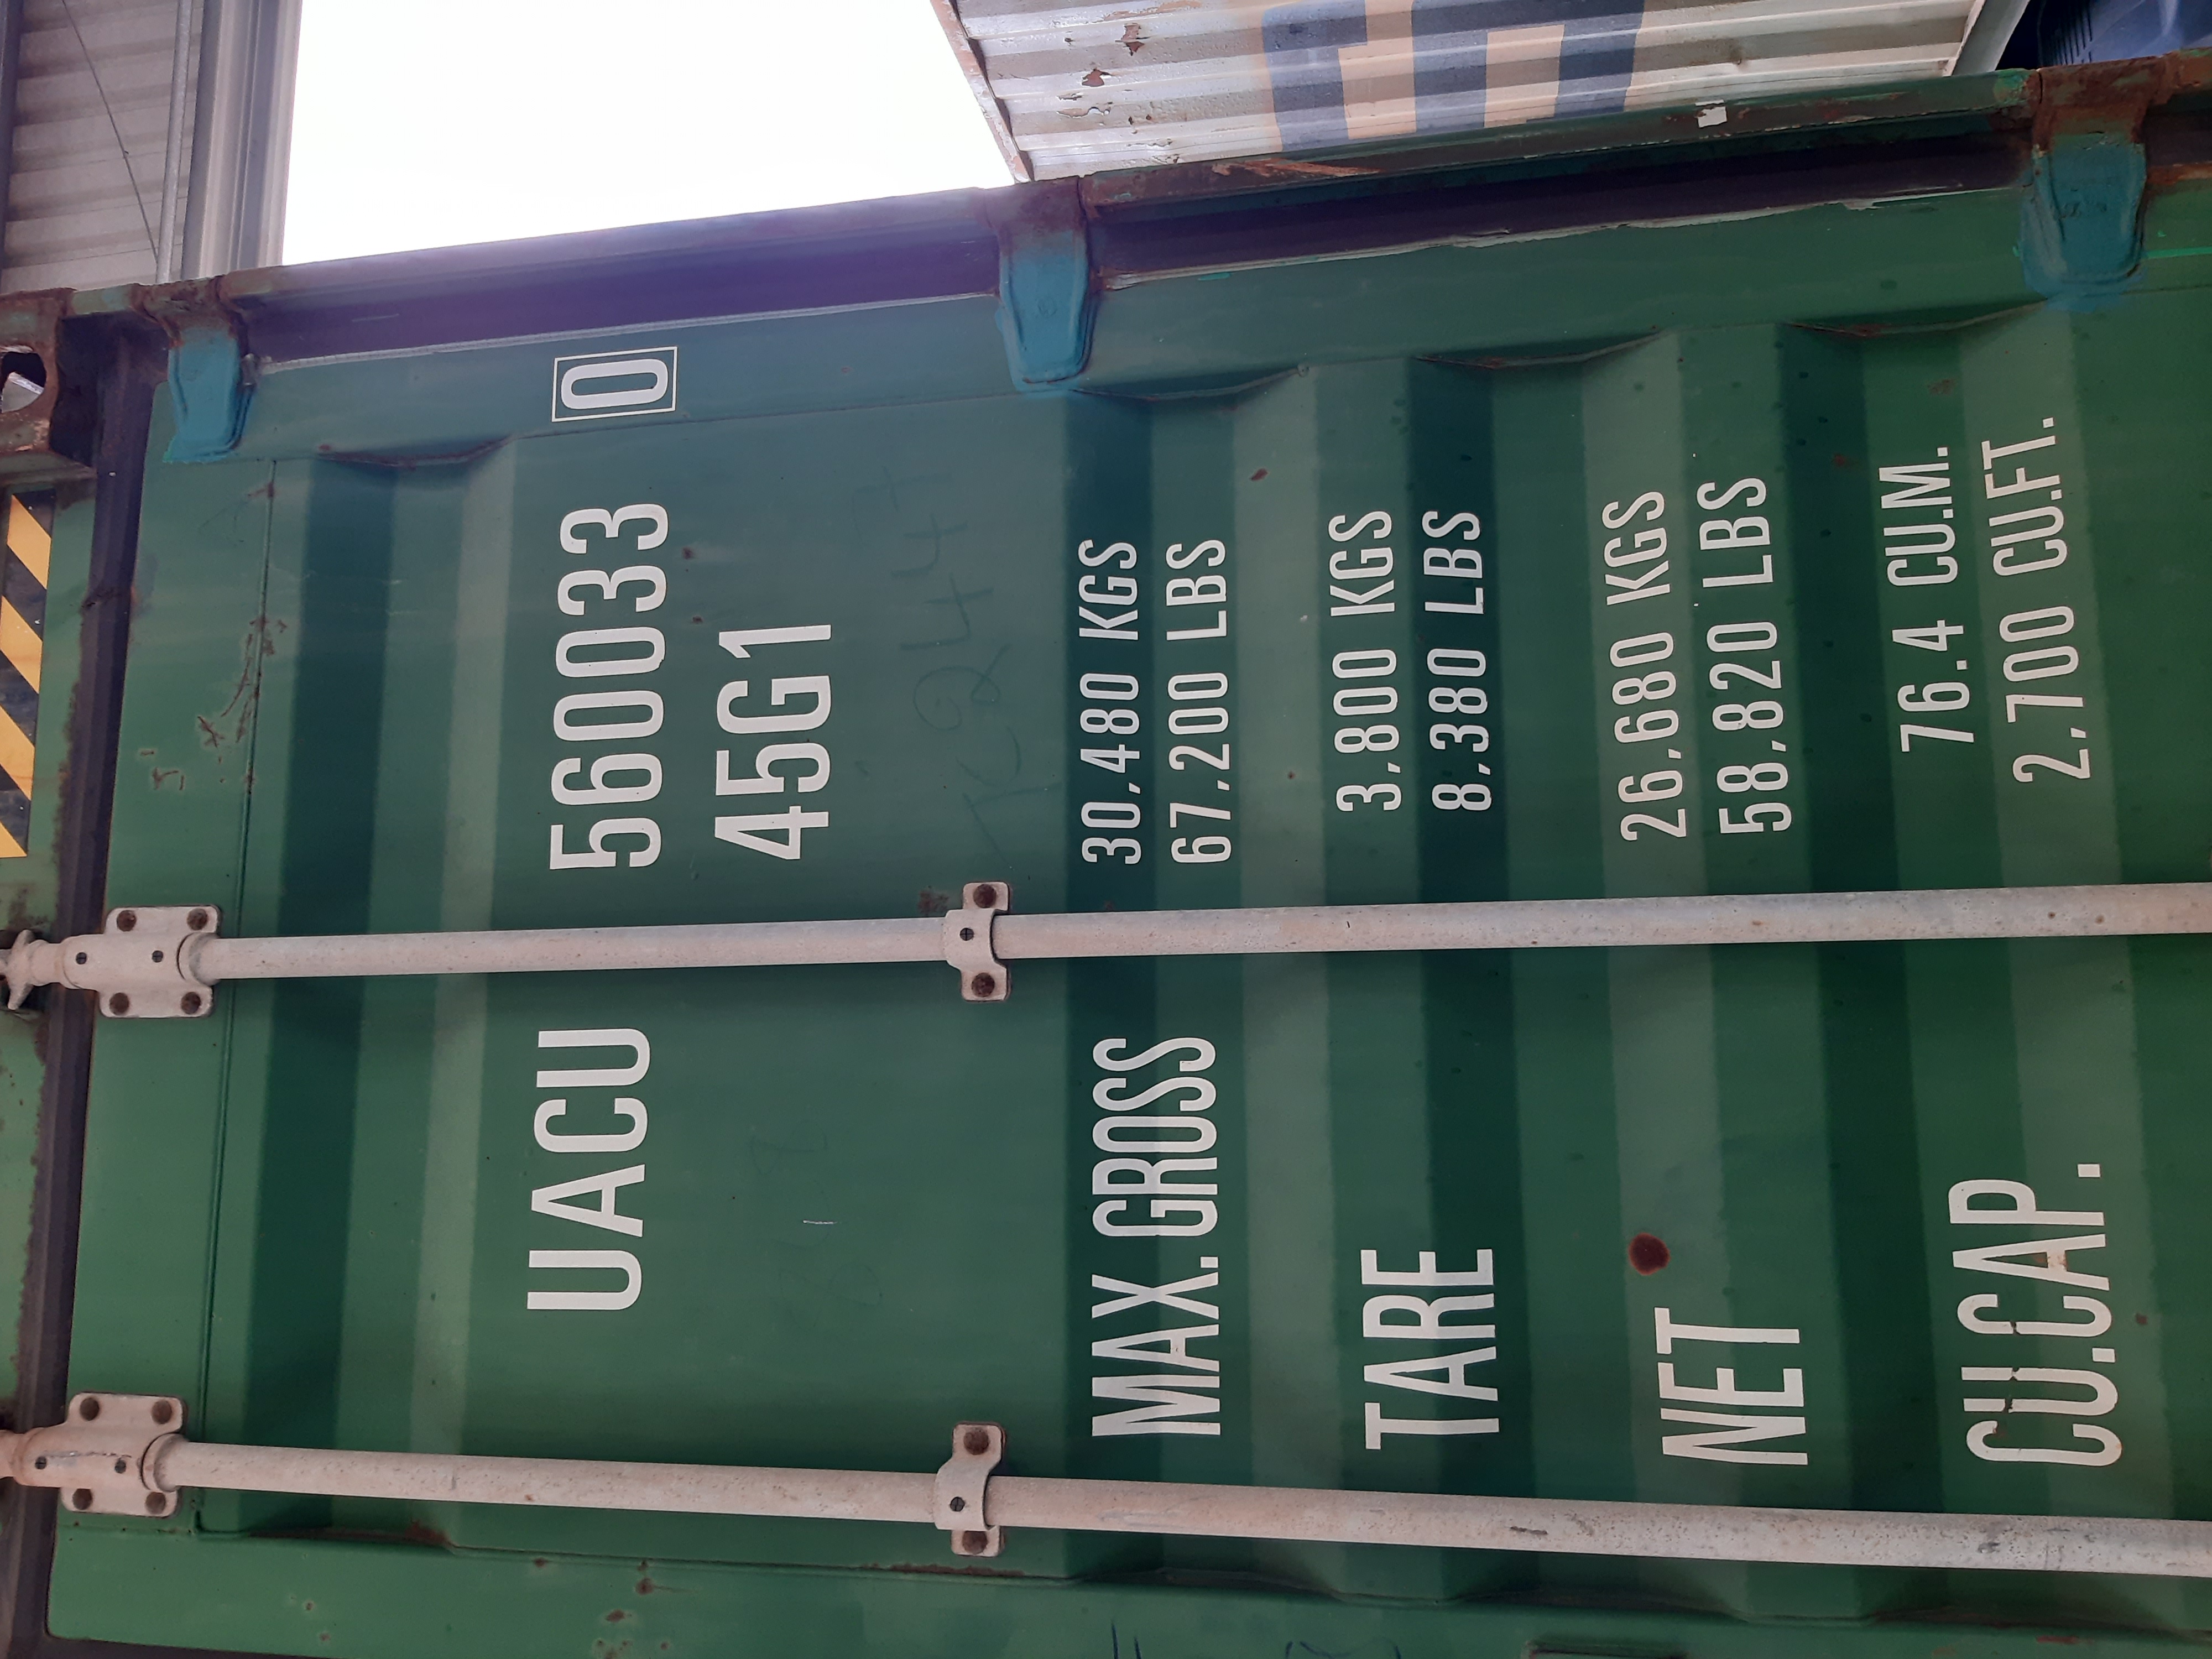 UACU 560033 0
45G1
MAX. GROSS 30,480 KGS
67,200 LBS
TARE 3,800 KGS
8,380 LBS
NET 26,680 KGS
58,820 LBS
CU.CAP. 76.4 CU.M.
2,700 CU.FT.